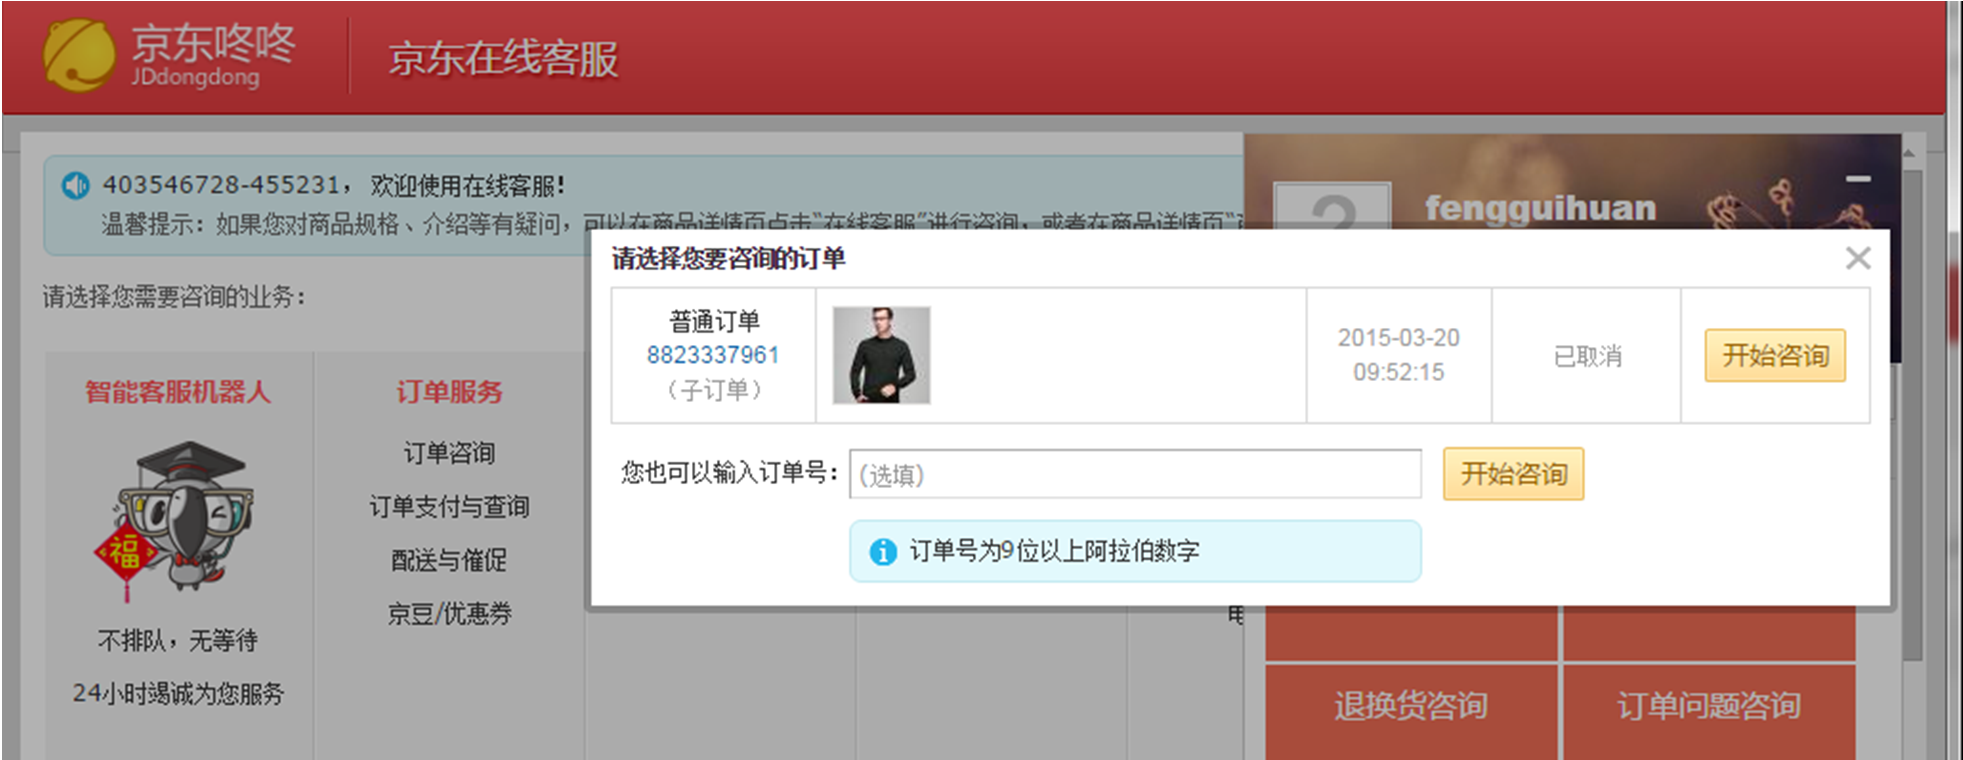 京东咚咚
JDdongdong
京东在线客服
403546728-455231，欢迎使用在线客服！
温馨提示：如果您对商品规格、介绍等有疑问，可以在商品详情页点击“在线客服”进行咨询，或者在商品详情页“
?
fengguihuan
请选择您需要咨询的业务：
智能客服机器人
福
不排队，无等待
24小时竭诚为您服务
订单服务
订单咨询
订单支付与查询
配送与催促
京豆/优惠券
请选择您要咨询的订单
普通订单
8823337961
（子订单）
2015-03-20
09:52:15
已取消
开始咨询
您也可以输入订单号：
(选填)
开始咨询
订单号为9位以上阿拉伯数字
退换货咨询
订单问题咨询